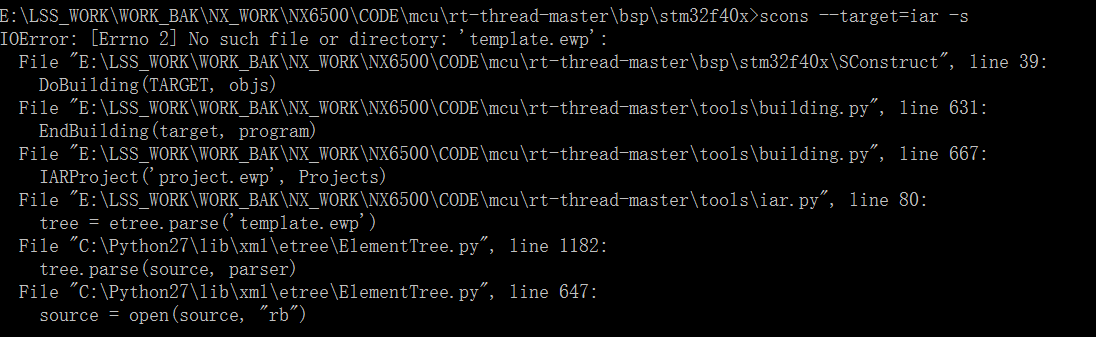 E:\LSS_WORK\WORK_BAK\NX_WORK\NX6500\CODE\mcu\rt-thread-master\bsp\stm32f40x>scons --target=iar -s
IOError: [Errno 2] No such file or directory: 'template.ewp':
  File "E:\LSS_WORK\WORK_BAK\NX_WORK\NX6500\CODE\mcu\rt-thread-master\bsp\stm32f40x\SConstruct", line 39:
    DoBuilding(TARGET, objs)
  File "E:\LSS_WORK\WORK_BAK\NX_WORK\NX6500\CODE\mcu\rt-thread-master\tools\building.py", line 631:
    EndBuilding(target, program)
  File "E:\LSS_WORK\WORK_BAK\NX_WORK\NX6500\CODE\mcu\rt-thread-master\tools\building.py", line 667:
    IARProject('project.ewp', Projects)
  File "E:\LSS_WORK\WORK_BAK\NX_WORK\NX6500\CODE\mcu\rt-thread-master\tools\iar.py", line 80:
    tree = etree.parse('template.ewp')
  File "C:\Python27\lib\xml\etree\ElementTree.py", line 1182:
    tree.parse(source, parser)
  File "C:\Python27\lib\xml\etree\ElementTree.py", line 647:
    source = open(source, "rb")